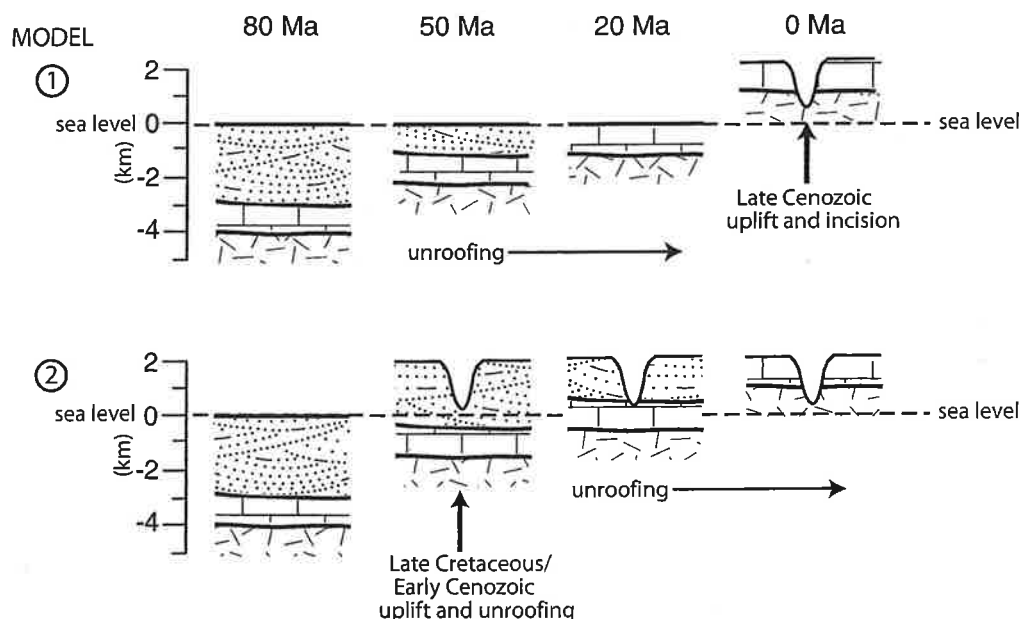 80 Ma 50 Ma 20 Ma 0 Ma
MODEL
1
2
sea level 0
(km)
-2
-4
sea level
Late Cenozoic
uplift and incision
unroofing
2
2
sea level 0
(km)
-2
-4
sea level
unroofing
Late Cretaceous/
Early Cenozoic
uplift and unroofing